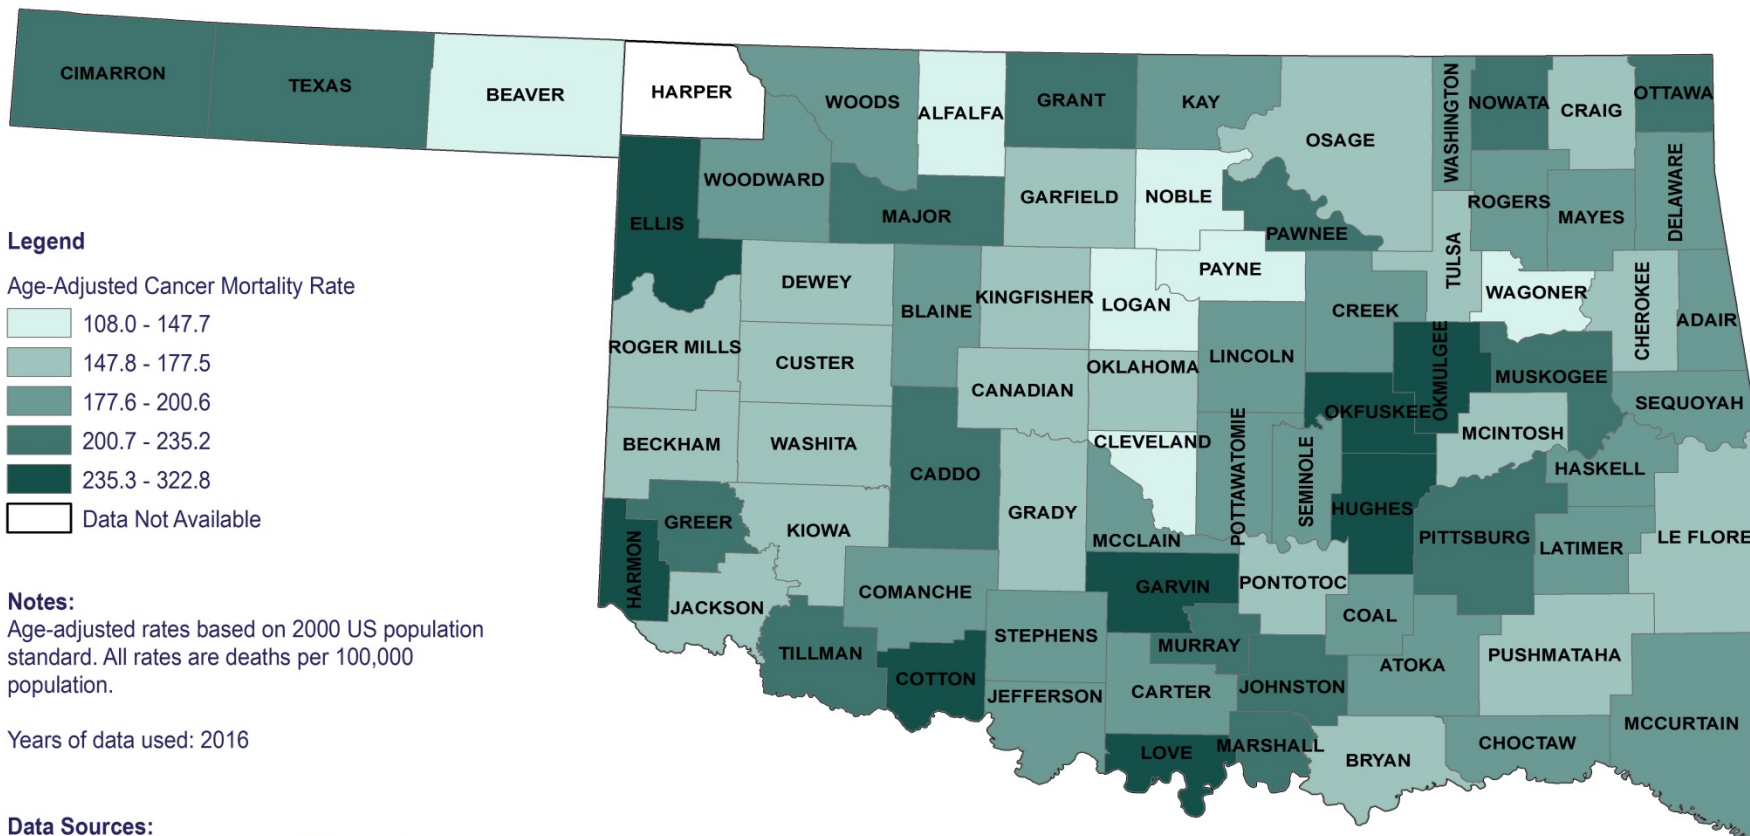 CIMARRON
TEXAS
BEAVER
HARPER
WOODS
ALFALFA
GRANT
KAY
OSAGE
WASHINGTON
NOWATA
CRAIG
OTTAWA
WOODWARD
ELLIS
MAJOR
GARFIELD
NOBLE
PAWNEE
ROGERS
MAYES
DELAWARE
Legend
Age-Adjusted Cancer Mortality Rate
108.0 - 147.7
147.8 - 177.5
177.6 - 200.6
200.7 - 235.2
235.3 - 322.8
Data Not Available
DEWEY
BLAINE
KINGFISHER
LOGAN
PAYNE
CREEK
TULSA
WAGONER
CHEROKEE
ADAIR
ROGER MILLS
CUSTER
CANADIAN
OKLAHOMA
LINCOLN
OKMULGEE
MUSKOGEE
SEQUOYAH
BECKHAM
WASHITA
CADDO
GRADY
CLEVELAND
POTTAWATOMIE
SEMINOLE
OKFUSKEE
MCINTOSH
HASKELL
GREER
KIOWA
MCCLAIN
HUGHES
PITTSBURG
LATIMER
LE FLORE
HARMON
JACKSON
COMANCHE
GARVIN
PONTOTOC
COAL
TILLMAN
COTTON
STEPHENS
MURRAY
JOHNSTON
ATOKA
PUSHMATAHA
JEFFERSON
CARTER
LOVE
MARSHALL
BRYAN
CHOCTAW
MCCURTAIN
Notes:
Age-adjusted rates based on 2000 US population
standard. All rates are deaths per 100,000
population.
Years of data used: 2016
Data Sources: